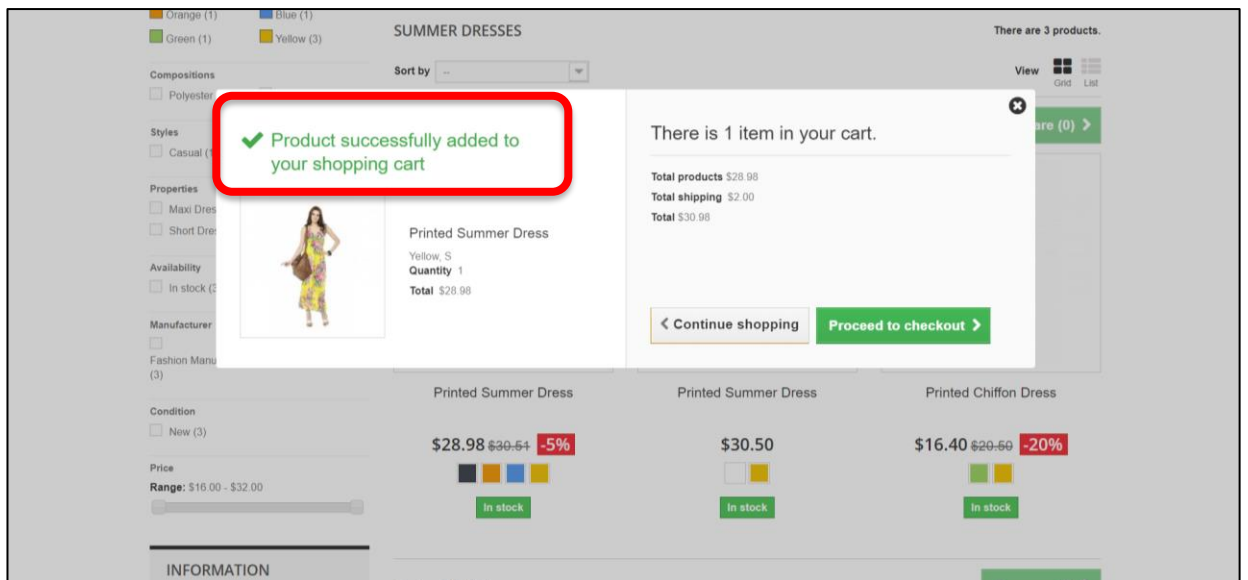 Orange (1) Blue (1)
Green (1) Yellow (3)
Compositions
Polyester
Styles
Casual (1
Properties
Maxi Dres
Short Dre
Availability
In stock (3
Manufacturer
Fashion Manu
(3)
Condition
New (3)
Price
Range: $16.00 - $32.00
INFORMATION
SUMMER DRESSES
There are 3 products.
Sort by --
View
Grid List
are (0)
Product successfully added to
your shopping cart
Printed Summer Dress
Yellow, S
Quantity 1
Total $28.98
There is 1 item in your cart.
Total products $28.98
Total shipping $2.00
Total $30.98
Continue shopping
Proceed to checkout
Printed Summer Dress
$28.98 $30.51 -5%
In stock
Printed Summer Dress
$30.50
In stock
Printed Chiffon Dress
$16.40 $20.50 -20%
In stock